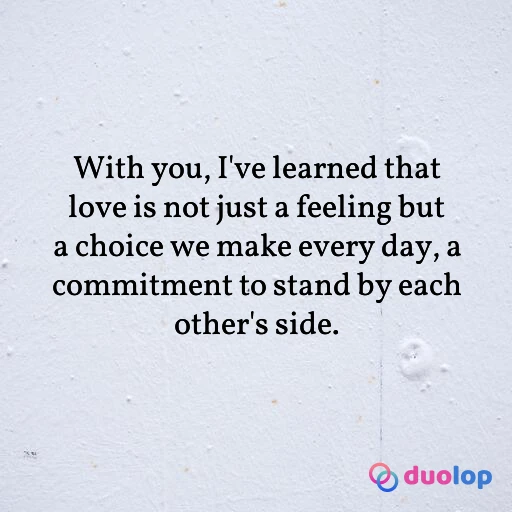 With you, I've learned that
love is not just a feeling but
a choice we make every day, a
commitment to stand by each
other's side.
duolop